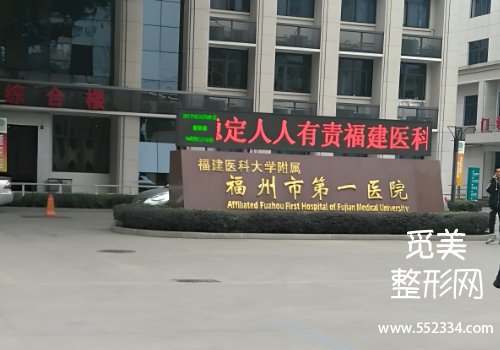 综合楼
稳定人人有责福建医科
福建医科大学附属
福州市第一医院
Affiliated Fuzhou First Hospital of Fujian Medical University
觅美
整形网
www.552334.com